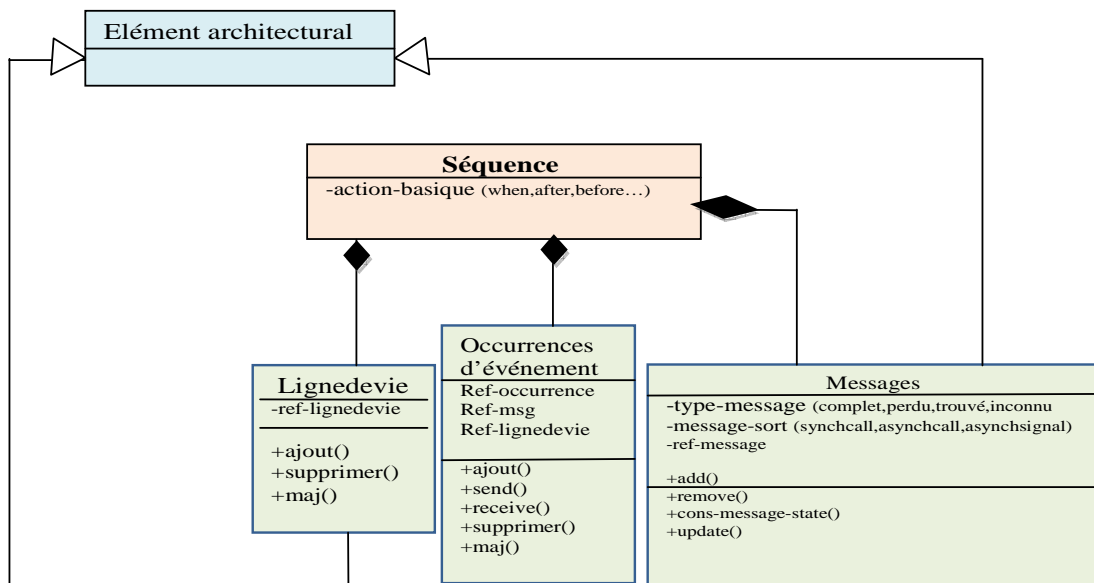 Elément architectural
Séquence
-action-basique (when,after,before…)
Lignedevie
-ref-lignedevie
+ajout()
+supprimer()
+maj()
Occurrences
d’événement
Ref-occurrence
Ref-msg
Ref-lignedevie
+ajout()
+send()
+receive()
+supprimer()
+maj()
Messages
-type-message (complet,perdu,trouvé,inconnu
-message-sort (synchcall,asynchcall,asynchsignal)
-ref-message
+add()
+remove()
+cons-message-state()
+update()